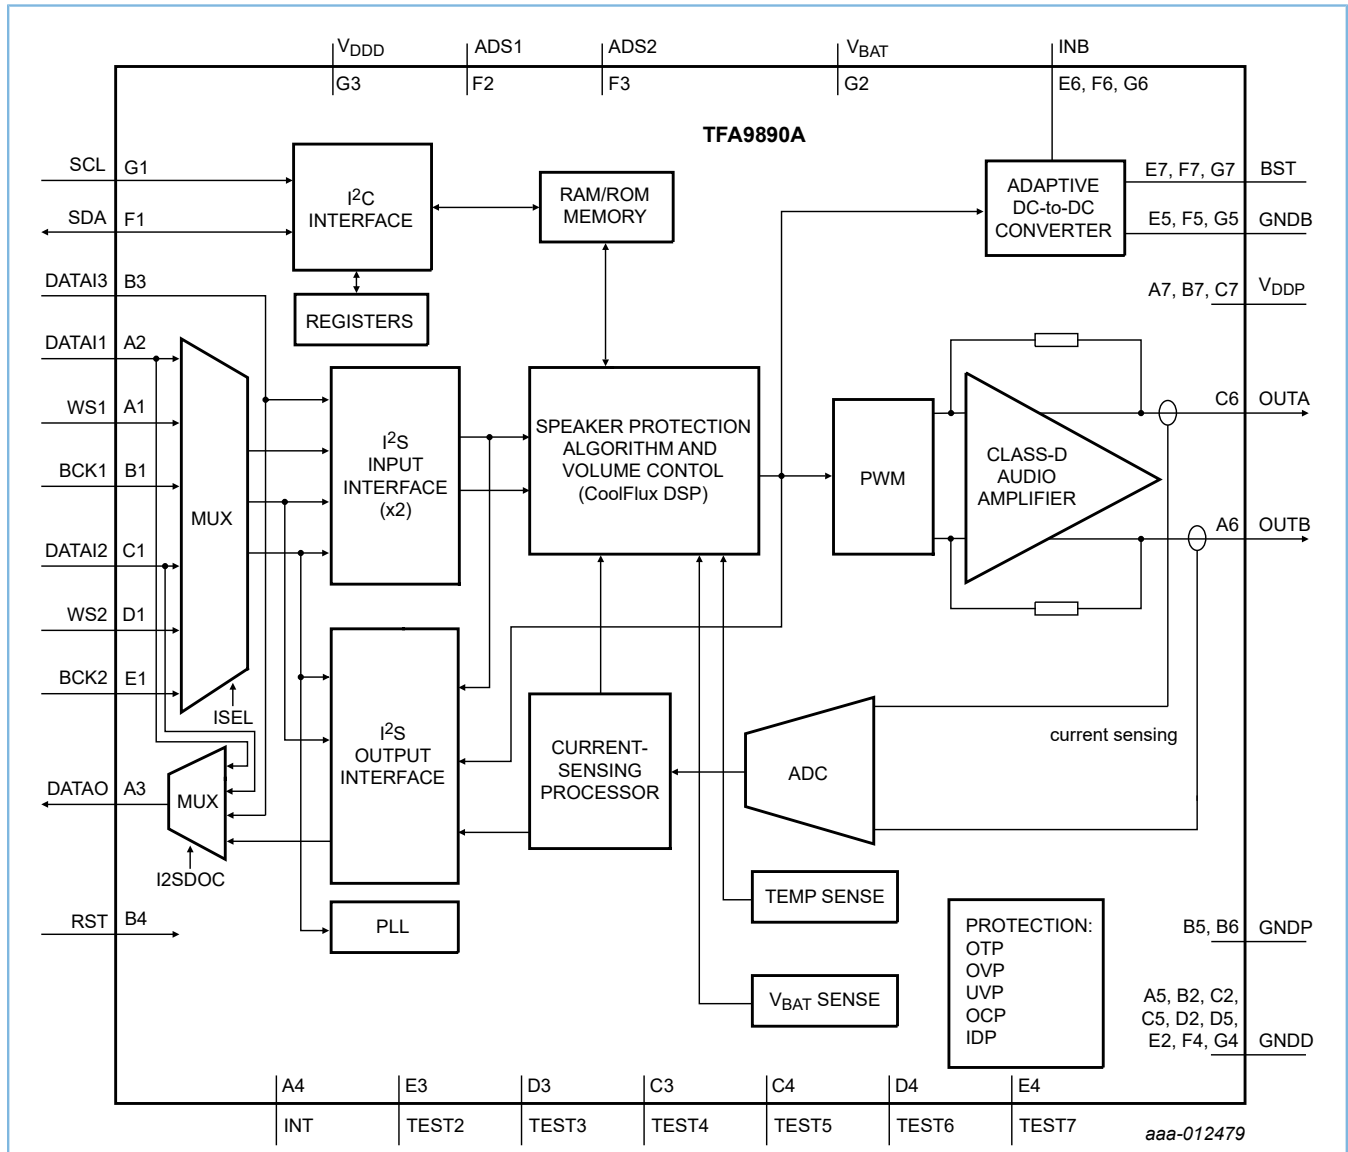 VDDD
ADS1
ADS2
VBAT
INB
G3
F2
F3
G2
E6, F6, G6
TFA9890A
SCL
G1
SDA
F1
DATAI3
B3
DATAI1
A2
WS1
A1
BCK1
B1
DATAI2
C1
WS2
D1
BCK2
E1
DATAO
A3
RST
B4
I2C
INTERFACE
REGISTERS
RAM/ROM
MEMORY
ADAPTIVE
DC-to-DC
CONVERTER
E7, F7, G7
BST
E5, F5, G5
GNDB
A7, B7, C7
VDDP
MUX
ISEL
MUX
I2SDOC
I2S
INPUT
INTERFACE
(x2)
SPEAKER PROTECTION
ALGORITHM AND
VOLUME CONTOL
(CoolFlux DSP)
PWM
CLASS-D
AUDIO
AMPLIFIER
C6
OUTA
A6
OUTB
I2S
OUTPUT
INTERFACE
CURRENT-
SENSING
PROCESSOR
ADC
current sensing
PLL
TEMP SENSE
VBAT SENSE
PROTECTION:
OTP
OVP
UVP
OCP
IDP
B5, B6
GNDP
A5, B2, C2,
C5, D2, D5,
E2, F4, G4
GNDD
A4
E3
D3
C3
C4
D4
E4
INT
TEST2
TEST3
TEST4
TEST5
TEST6
TEST7
aaa-012479